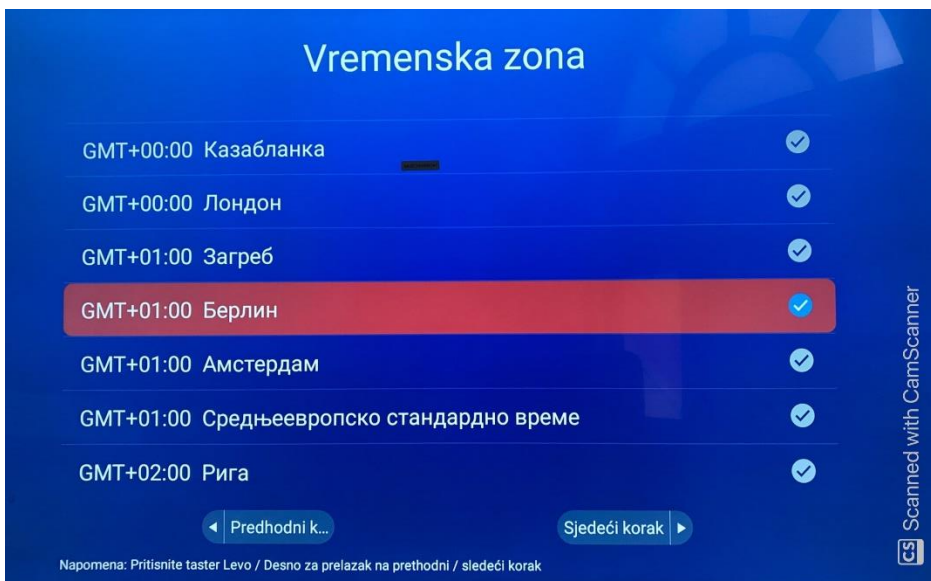 Vremenska zona
GMT+00:00 Казабланка
GMT+00:00 Лондон
GMT+01:00 Загреб
GMT+01:00 Берлин
GMT+01:00 Амстердам
GMT+01:00 Средњеевропско стандардно време
GMT+02:00 Рига
Predhodni k...
Sjedeći korak
Napomena: Pritisnite taster Levo / Desno za prelazak na prethodni / sledeći korak
CS Scanned with CamScanner